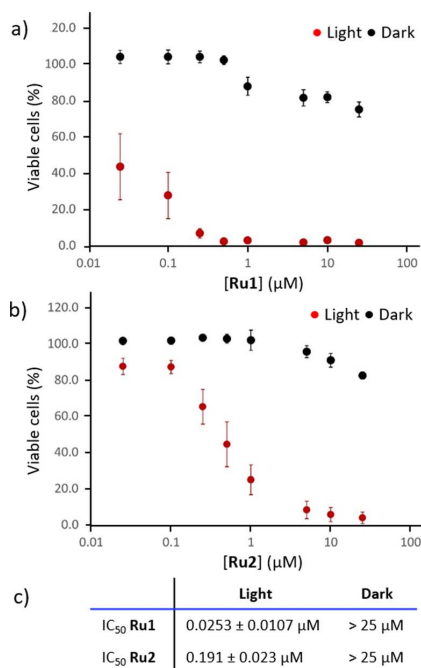 a)
Light Dark
120.0
100.0
80.0
60.0
40.0
20.0
0.0
Viable cells (%)
0.01 0.1 1 10 100
[Ru1] (µM)
b)
Light Dark
120.0
100.0
80.0
60.0
40.0
20.0
0.0
Viable cells (%)
0.01 0.1 1 10 100
[Ru2] (µM)
c)
Light Dark
IC50 Ru1 0.0253 ± 0.0107 µM > 25 µM
IC50 Ru2 0.191 ± 0.023 µM > 25 µM